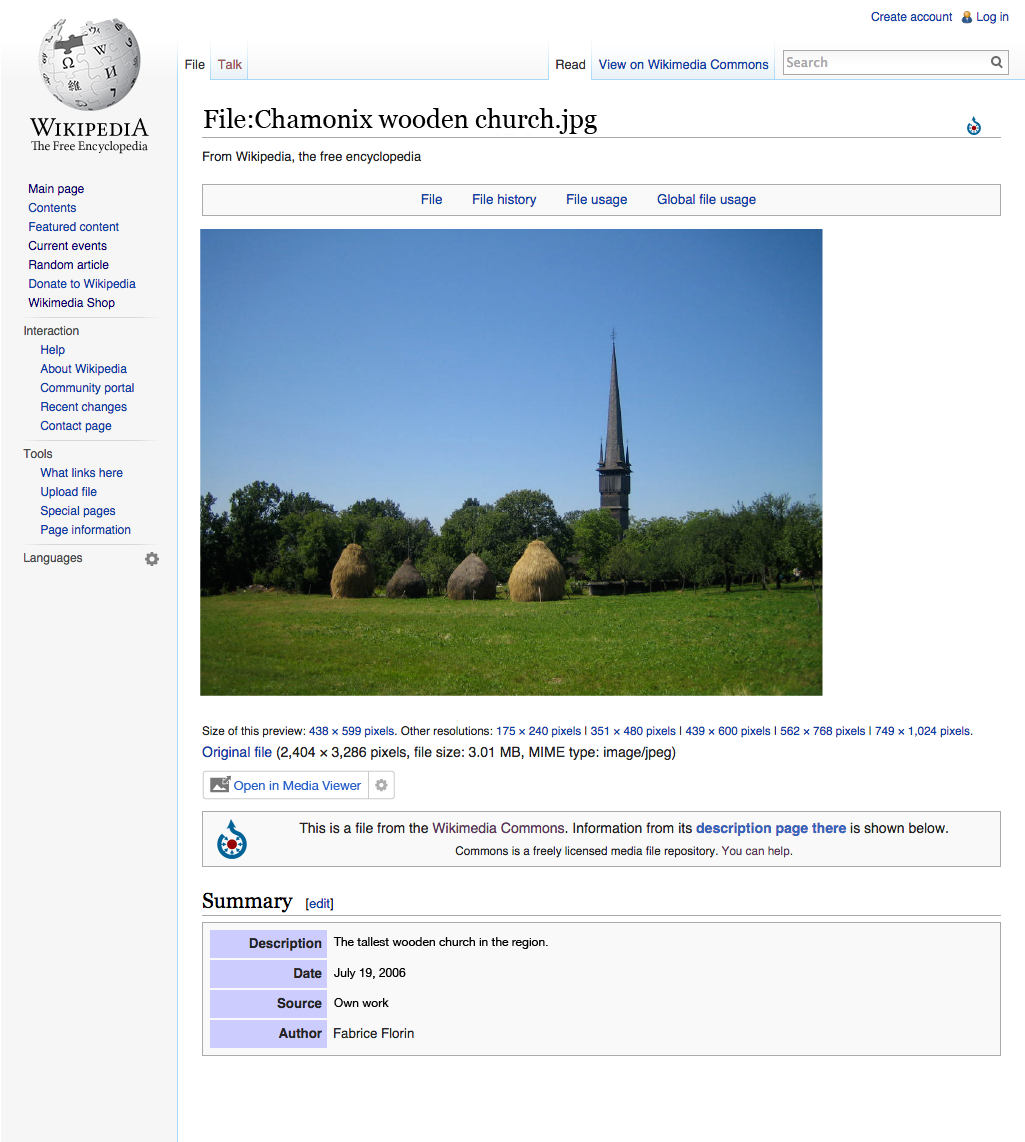 Create account Log in
WIKIPEDIA
The Free Encyclopedia
File Talk Read View on Wikimedia Commons Search
File:Chamonix wooden church.jpg
From Wikipedia, the free encyclopedia
File File history File usage Global file usage
Main page
Contents
Featured content
Current events
Random article
Donate to Wikipedia
Wikimedia Shop
Interaction
Help
About Wikipedia
Community portal
Recent changes
Contact page
Tools
What links here
Upload file
Special pages
Page information
Languages
Size of this preview: 438 × 599 pixels. Other resolutions: 175 × 240 pixels | 351 × 480 pixels | 439 × 600 pixels | 562 × 768 pixels | 749 × 1,024 pixels.
Original file (2,404 × 3,286 pixels, file size: 3.01 MB, MIME type: image/jpeg)
Open in Media Viewer
This is a file from the Wikimedia Commons. Information from its description page there is shown below.
Commons is a freely licensed media file repository. You can help.
Summary [edit]
Description The tallest wooden church in the region.
Date July 19, 2006
Source Own work
Author Fabrice Florin